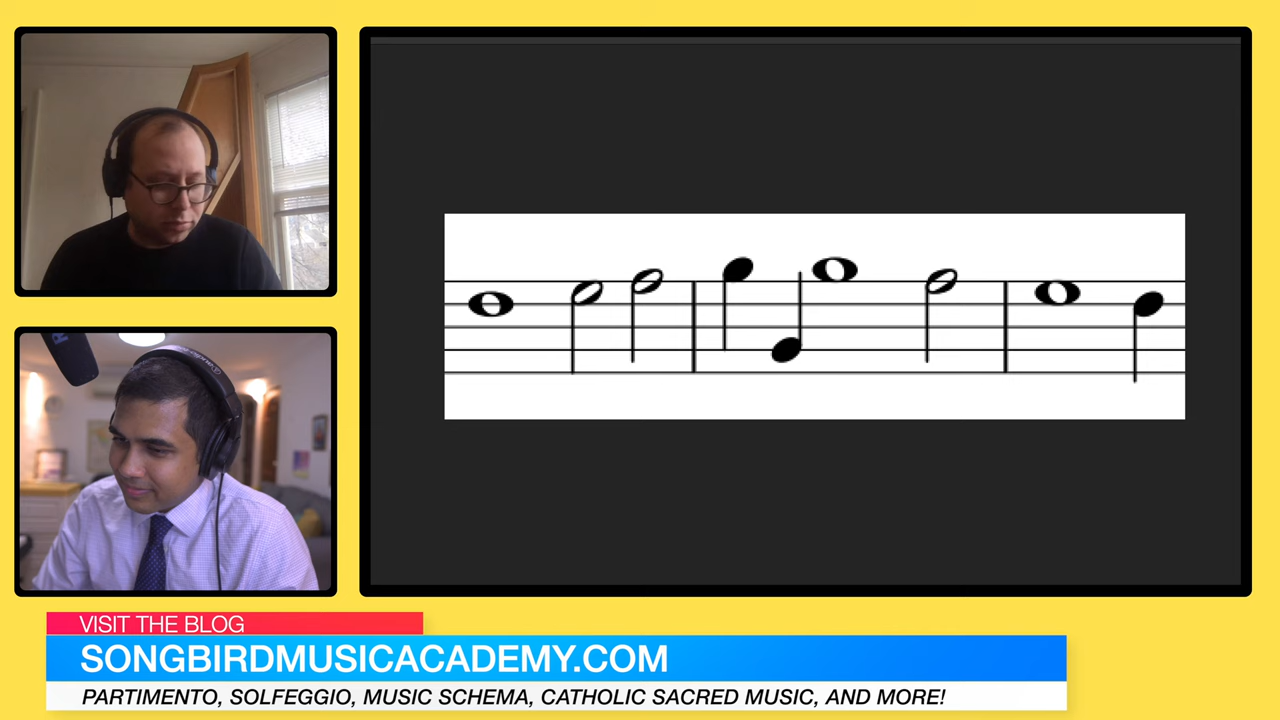 VISIT THE BLOG
SONGBIRDMUSICACADEMY.COM
PARTIMENTO, SOLFEGGIO, MUSIC SCHEMA, CATHOLIC SACRED MUSIC, AND MORE!